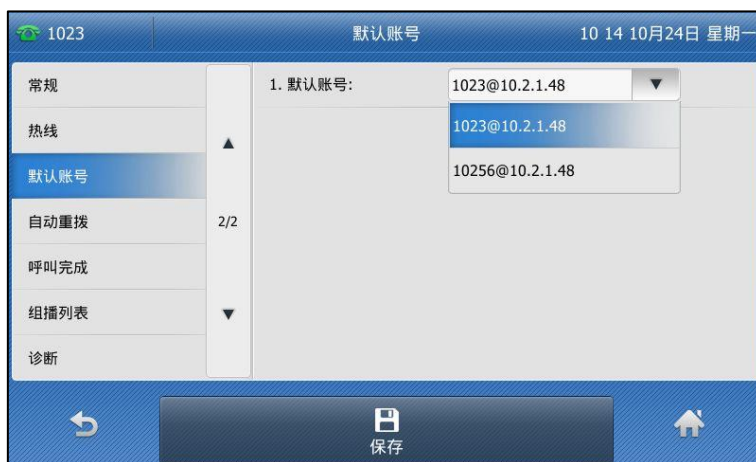 1023 默认账号 10 14 10月24日 星期一
常规
热线
默认账号
自动重拨
呼叫完成
组播列表
诊断
2/2
1. 默认账号: 1023@10.2.1.48
1023@10.2.1.48
10256@10.2.1.48
保存